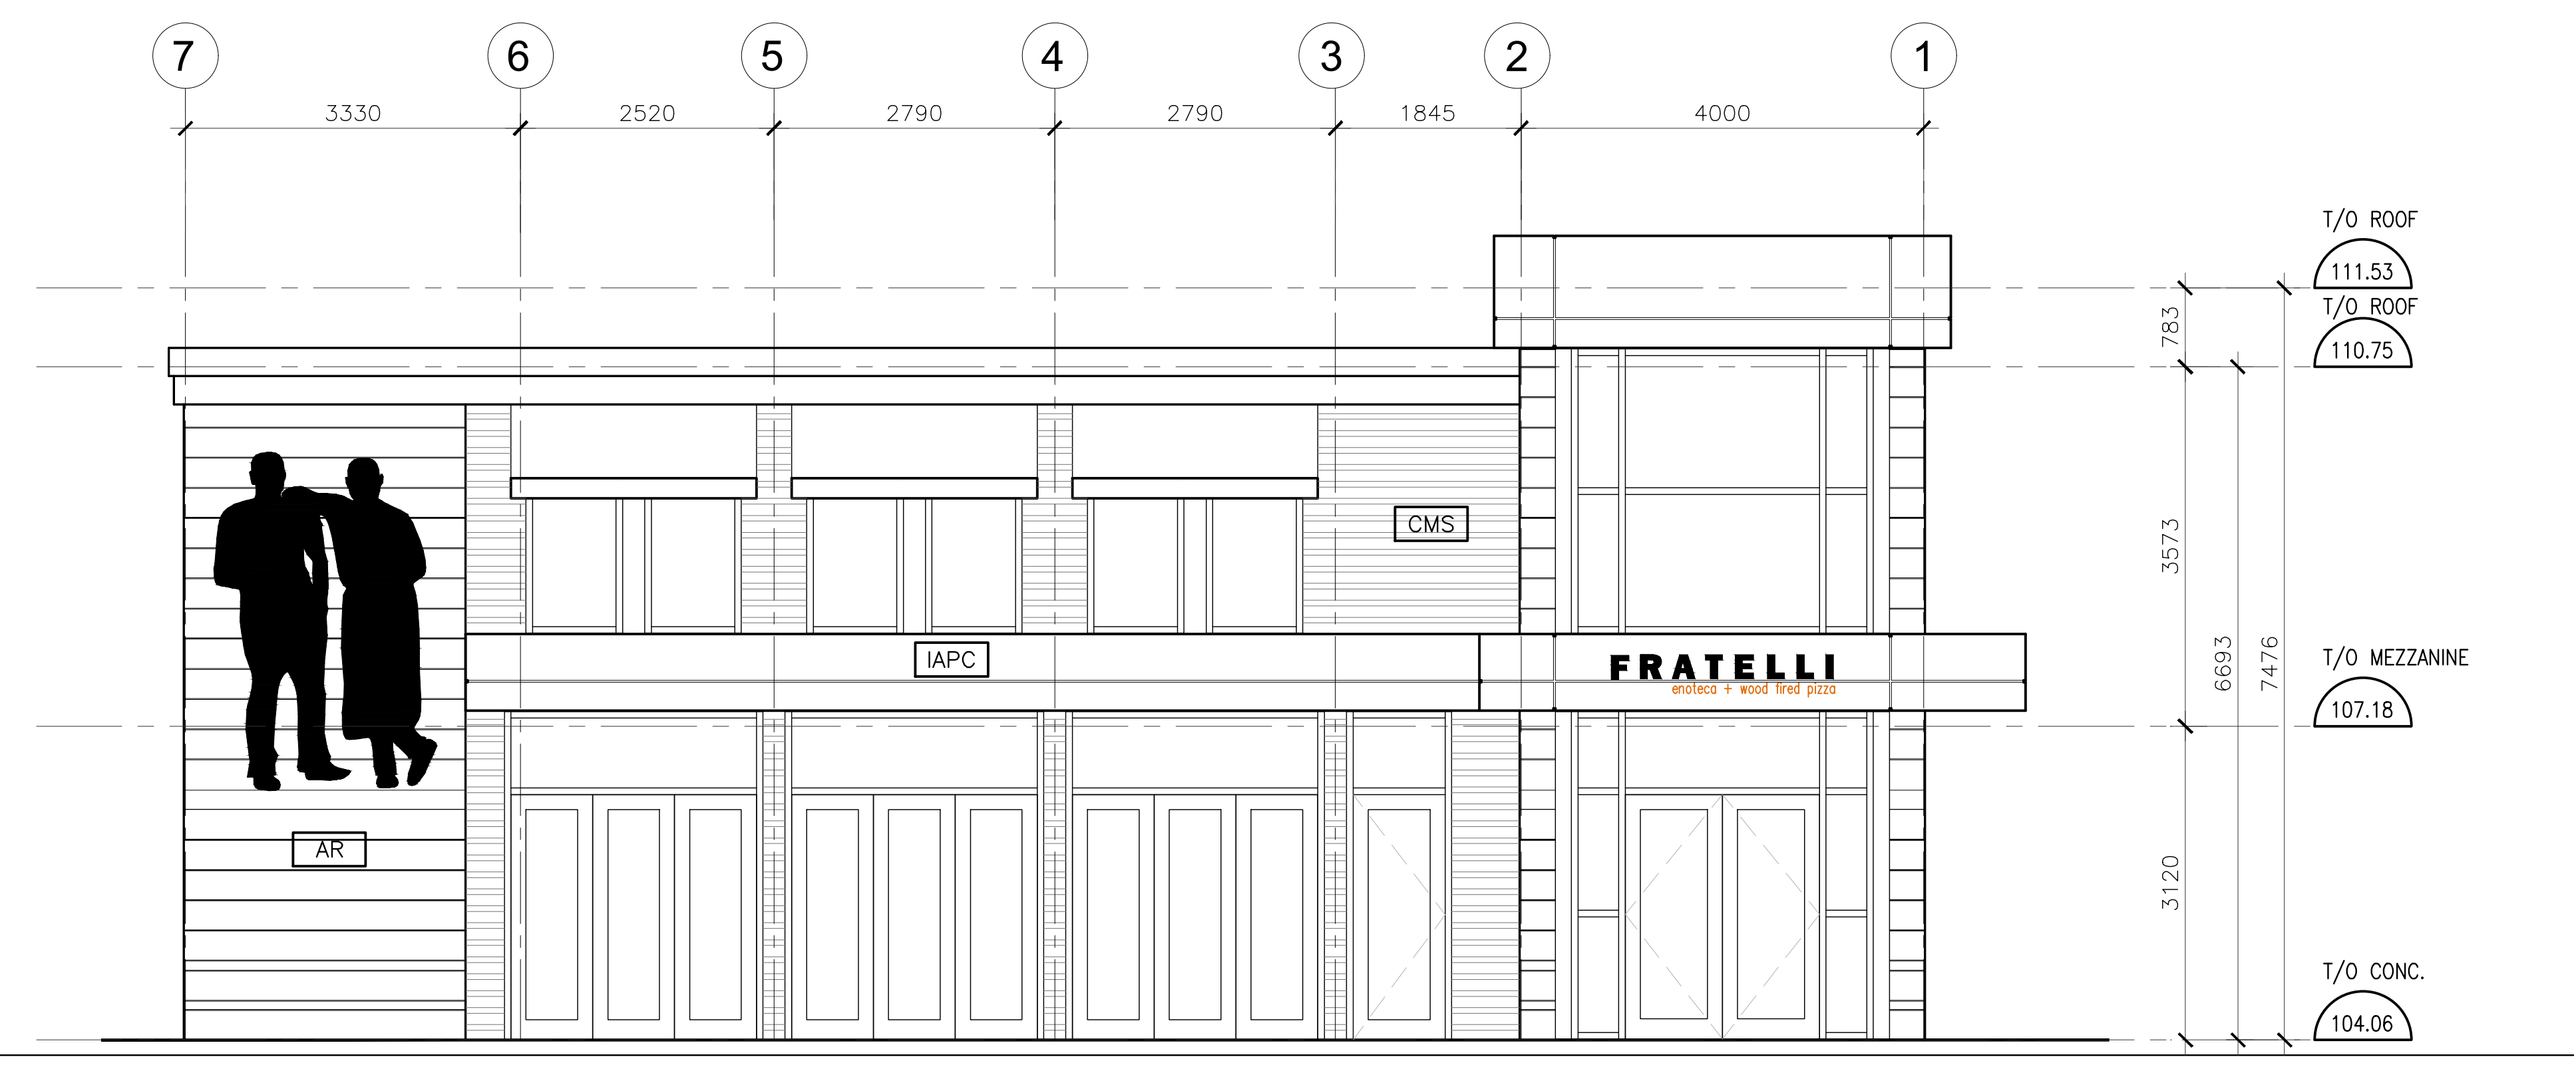 7 6 5 4 3 2 1
3330 2520 2790 2790 1845 4000
T/O ROOF
111.53
T/O ROOF
783
110.75
CMS
3573
FRATELLI
enoteca + wood fired pizza
IAPC
6693
7476
T/O MEZZANINE
107.18
AR
3120
T/O CONC.
104.06